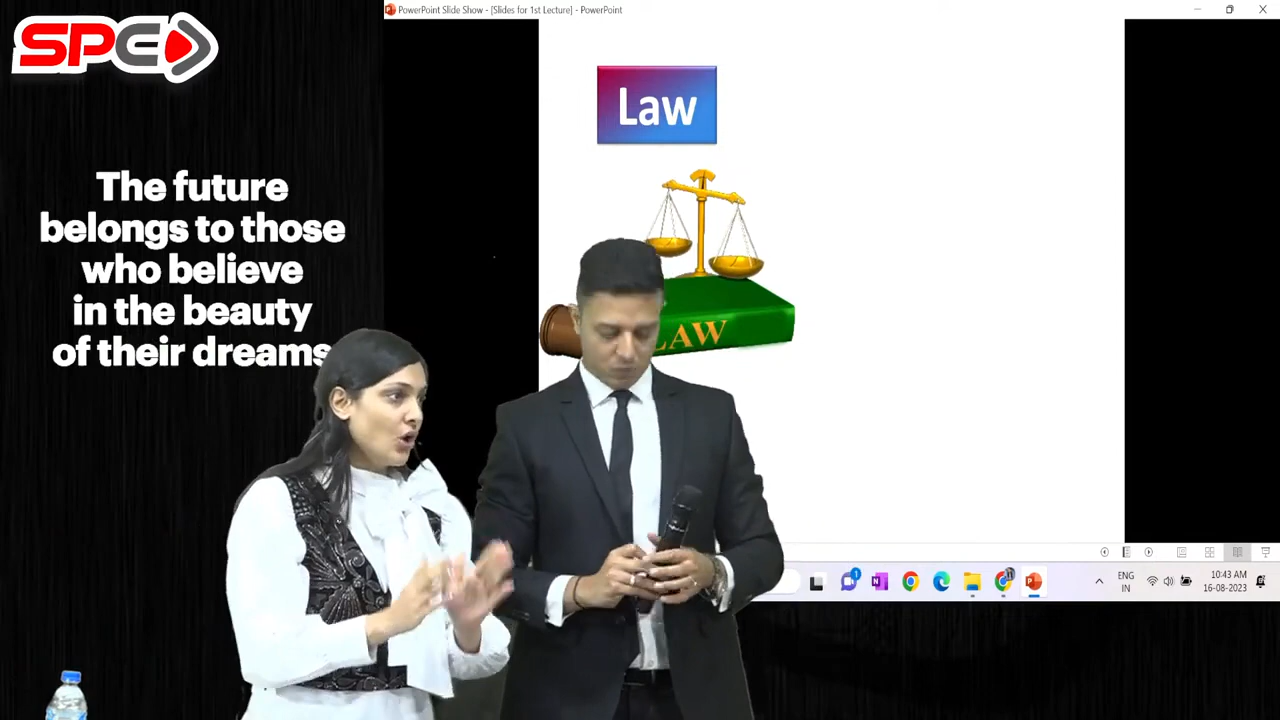 SPE
PowerPoint Slide Show - [Slides for 1st Lecture] - PowerPoint
Law
LAW
The future
belongs to those
who believe
in the beauty
of their dreams
ENG
IN
10:43 AM
16-08-2023